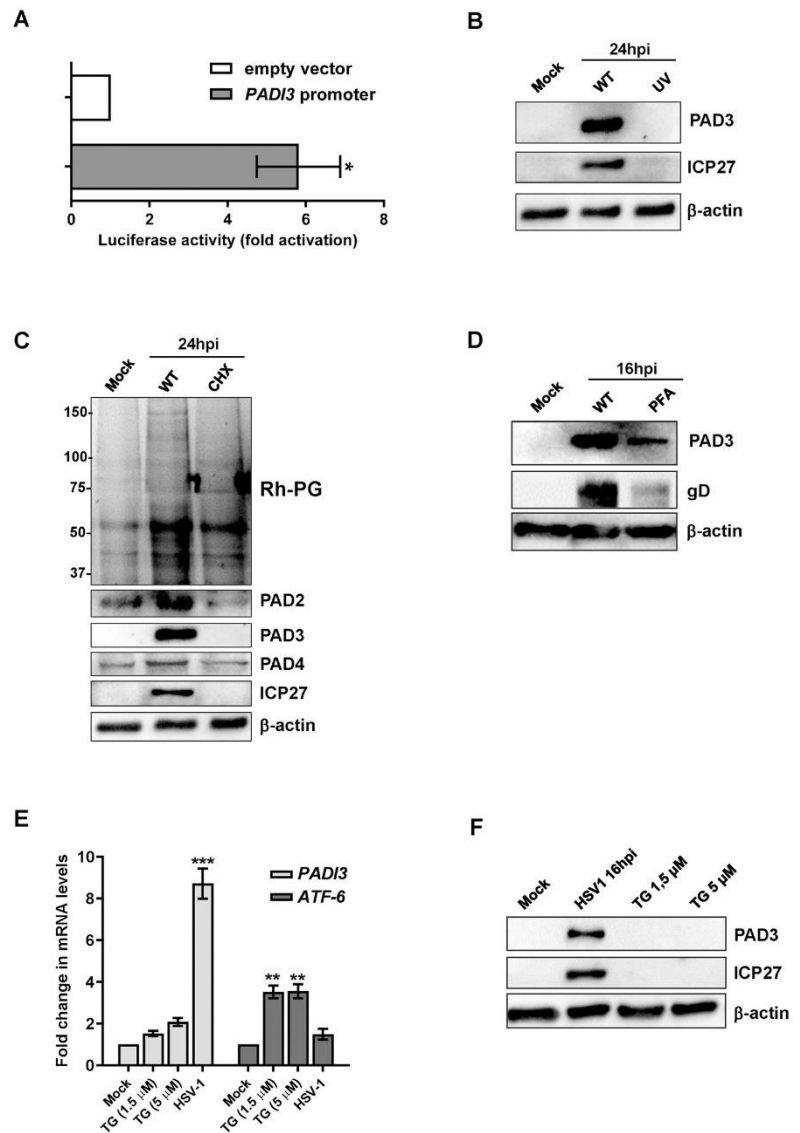 A
empty vector
PADI3 promoter
*
0 2 4 6 8
Luciferase activity (fold activation)
B
24hpi
Mock WT UV
PAD3
ICP27
β-actin
C
24hpi
Mock WT CHX
150
100
75
50
37
Rh-PG
PAD2
PAD3
PAD4
ICP27
β-actin
D
16hpi
Mock WT PFA
PAD3
gD
β-actin
E
Fold change in mRNA levels
10
8
6
4
2
0
***
** **
PADI3
ATF-6
Mock TG (1.5 µM) TG (5 µM) HSV-1 Mock TG (1.5 µM) TG (5 µM) HSV-1
F
Mock HSV1 16hpi TG 1,5 µM TG 5 µM
PAD3
ICP27
β-actin